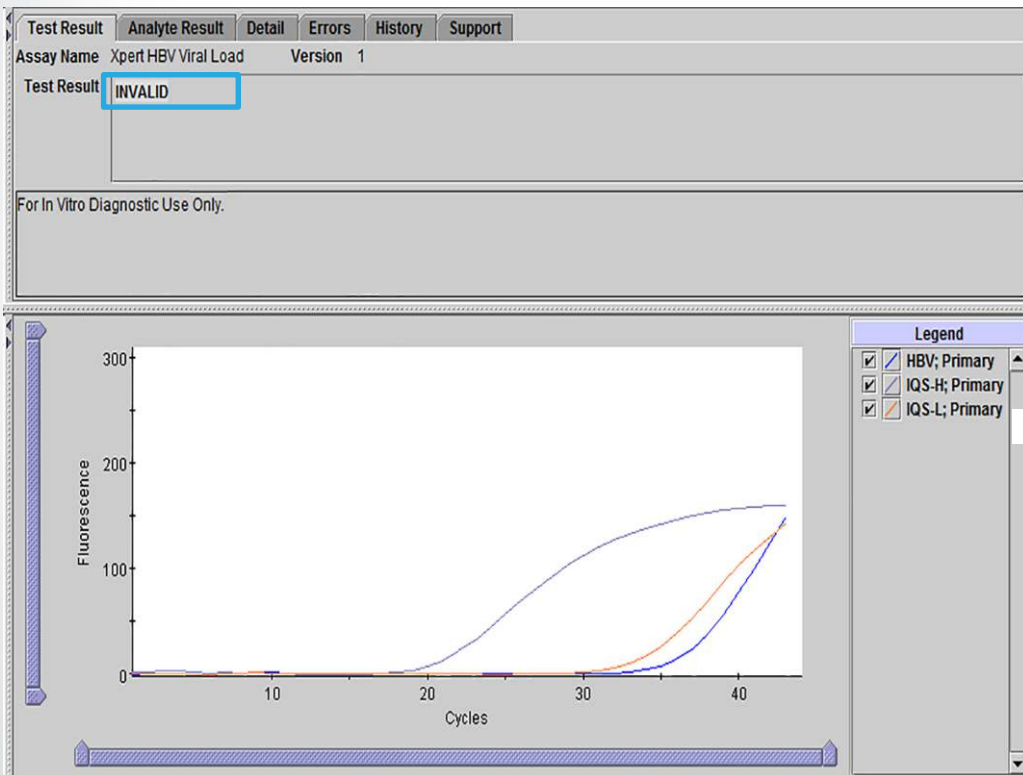 Test Result Analyte Result Detail Errors History Support
Assay Name Xpert HBV Viral Load Version 1
Test Result INVALID
For In Vitro Diagnostic Use Only.
Legend
HBV; Primary
IQS-H; Primary
IQS-L; Primary
300
200
Fluorescence
100
0
10 20 30 40
Cycles